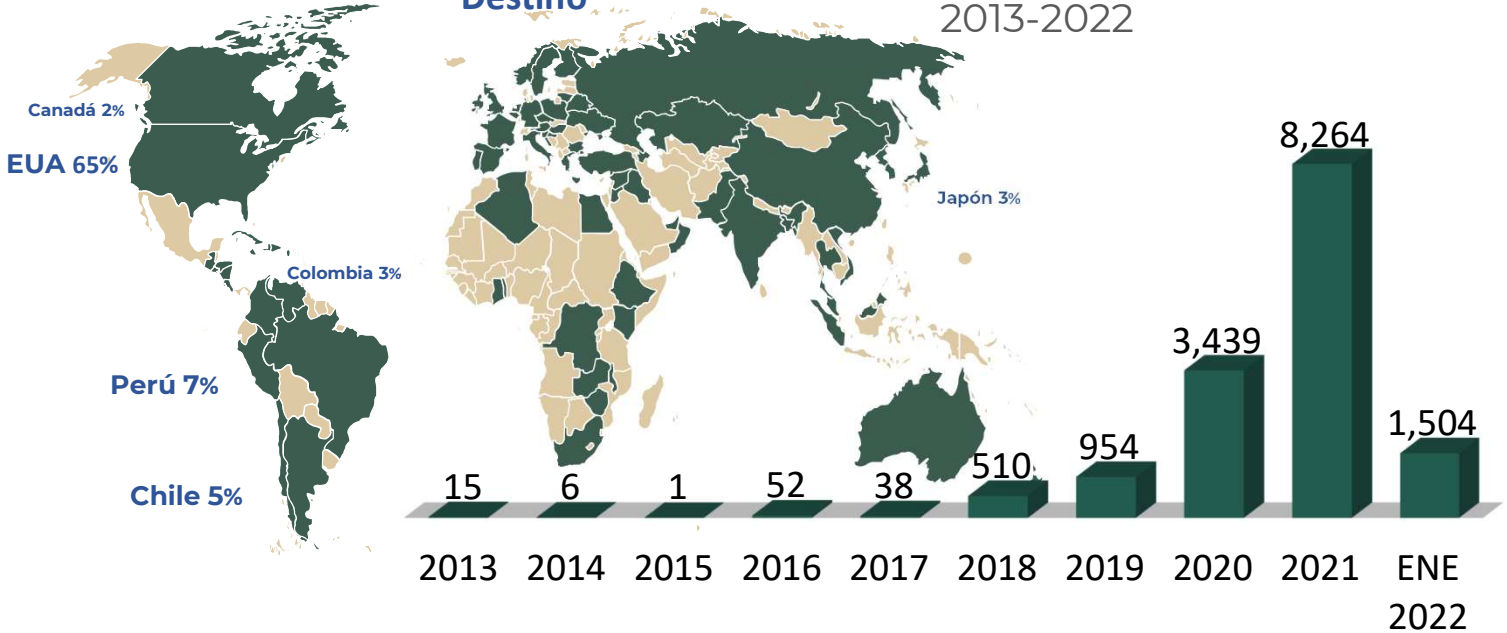 Destino
2013-2022
Canadá 2%
EUA 65%
Japón 3%
Colombia 3%
Perú 7%
Chile 5%
15
6
1
52
38
510
954
3,439
8,264
1,504
2013
2014
2015
2016
2017
2018
2019
2020
2021
ENE
2022